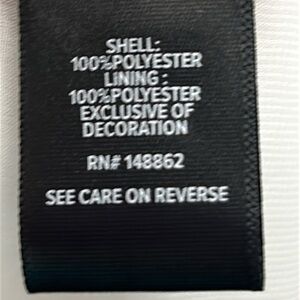 SHELL:
100%POLYESTER
LINING :
100%POLYESTER
EXCLUSIVE OF
DECORATION
RN# 148862
SEE CARE ON REVERSE